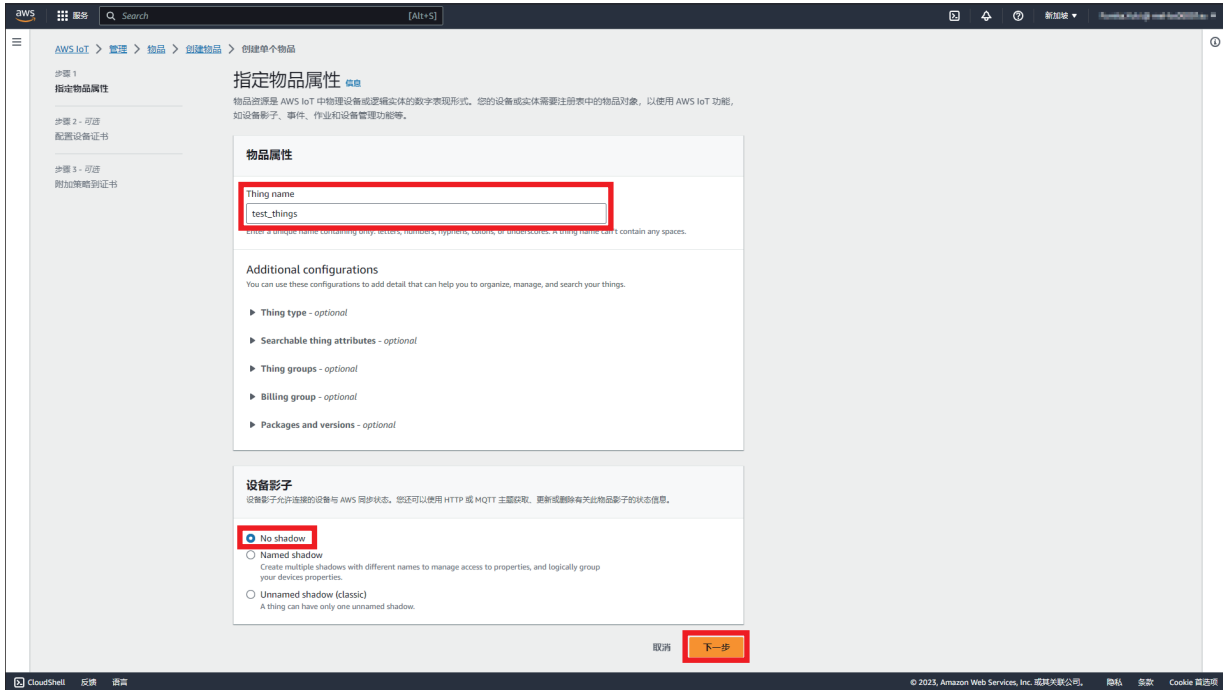 aws
服务
Search
[Alt+S]
新加坡
AWS IoT > 管理 > 物品 > 创建物品 > 创建单个物品
步骤 1
指定物品属性
步骤 2 - 可选
配置设备证书
步骤 3 - 可选
附加策略到证书
指定物品属性 信息
物品资源是 AWS IoT 中物理设备或逻辑实体的数字表现形式。您的设备或实体需要注册表中的物品对象，以使用 AWS IoT 功能，
如设备影子、事件、作业和设备管理功能等。
物品属性
Thing name
test_things
Enter a unique name containing only: letters, numbers, hyphens, colons, or underscores. A thing name can't contain any spaces.
Additional configurations
You can use these configurations to add detail that can help you to organize, manage, and search your things.
Thing type - optional
Searchable thing attributes - optional
Thing groups - optional
Billing group - optional
Packages and versions - optional
设备影子
设备影子允许连接的设备与 AWS 同步状态。您还可以使用 HTTP 或 MQTT 主题获取、更新或删除有关此物品影子的状态信息。
No shadow
Named shadow
Create multiple shadows with different names to manage access to properties, and logically group
your devices properties.
Unnamed shadow (classic)
A thing can have only one unnamed shadow.
取消
下一步
CloudShell 反馈 语言
© 2023, Amazon Web Services, Inc. 或其关联公司。 隐私 条款 Cookie 首选项